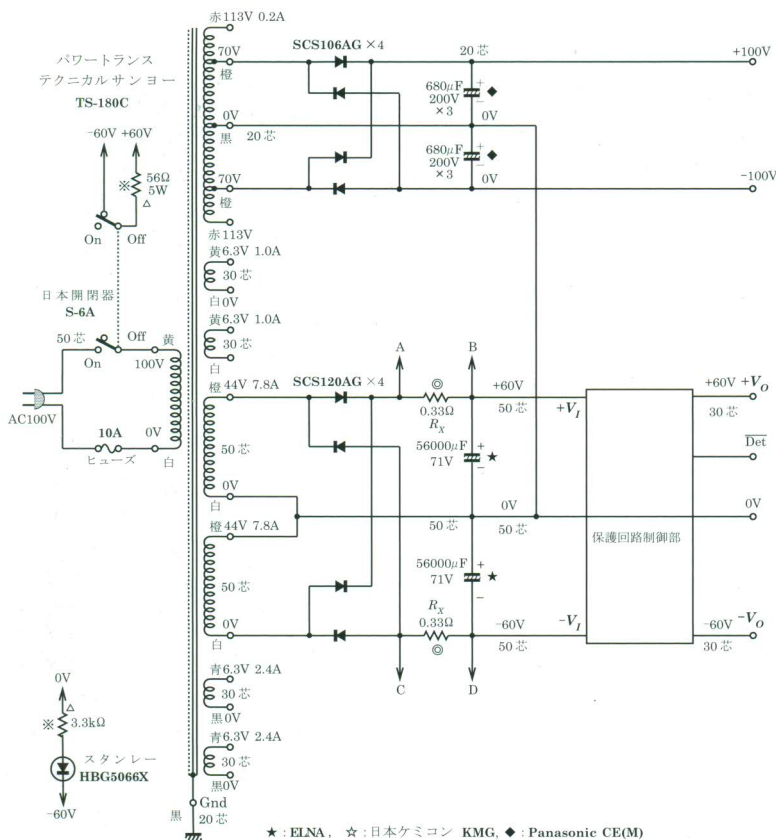 赤113V 0.2A
70V
橙
0V
黒
20芯
70V
橙
赤113V
SCS106AG ×4
20芯
+100V
680μF
200V
×3
+
−
◆
0V
680μF
200V
×3
+
−
◆
0V
−100V
パワートランス
テクニカルサンヨー
TS-180C
−60V +60V
※
56Ω
5W
△
On
Off
日本開閉器
S-6A
50芯
Off
黄
On
100V
AC100V
10A
ヒューズ
0V
白
黄6.3V 1.0A
30芯
白0V
黄6.3V 1.0A
30芯
白
橙 44V 7.8A
50芯
0V
白
橙44V 7.8A
50芯
0V
白
SCS120AG ×4
A
B
◎
0.33Ω
RX
+60V
50芯
+VI
56000μF
71V
+
−
★
50芯
0V
50芯
56000μF
71V
+
−
★
RX
0.33Ω
◎
−60V
50芯
−VI
C
D
保護回路制御部
+60V +VO
30芯
Det
0V
−60V −VO
30芯
青6.3V 2.4A
30芯
黒0V
青6.3V 2.4A
30芯
黒0V
0V
※
△
3.3kΩ
スタンレー
HBG5066X
−60V
Gnd
黒
20芯
★ : ELNA, ☆ : 日本ケミコン KMG, ◆ : Panasonic CE(M)